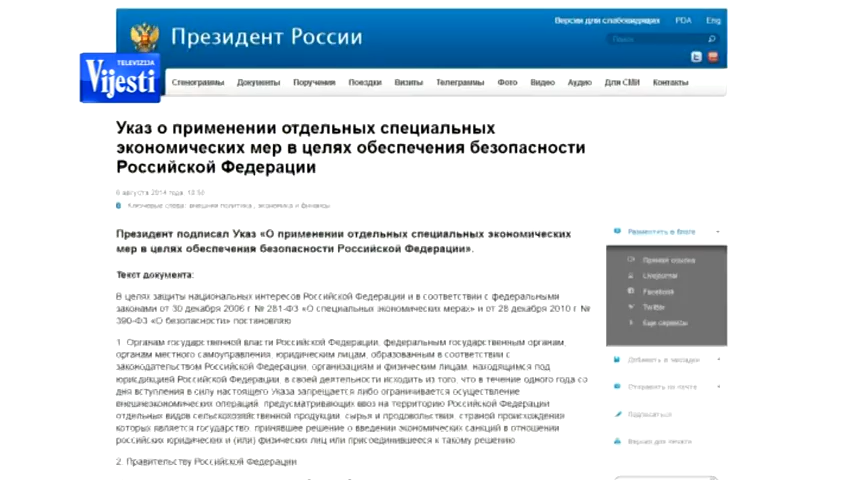 Версия для слабовидящих PDA Eng
Президент России
Поиск
TELEVIZIJA
Vijesti
Стенограммы Документы Поручения Поездки Визиты Телеграммы Фото Видео Аудио Для СМИ Контакты
Указ о применении отдельных специальных
экономических мер в целях обеспечения безопасности
Российской Федерации
6 августа 2014 года
Ключевые слова: внешняя политика, экономика и финансы
Президент подписал Указ «О применении отдельных специальных экономических
мер в целях обеспечения безопасности Российской Федерации».
Текст документа:
В целях защиты национальных интересов Российской Федерации и в соответствии с федеральными
законами от 30 декабря 2006 г. № 281-ФЗ «О специальных экономических мерах» и от 28 декабря 2010 г. №
390-ФЗ «О безопасности» постановляю
1. Органам государственной власти Российской Федерации, федеральным государственным органам,
органам местного самоуправления, юридическим лицам, образованным в соответствии с
законодательством Российской Федерации, организациям и физическим лицам, находящимся под
юрисдикцией Российской Федерации, в своей деятельности исходить из того, что в течение одного года со
дня вступления в силу настоящего Указа запрещается либо ограничивается осуществление
внешнеэкономических операций, предусматривающих ввоз на территорию Российской Федерации
отдельных видов сельскохозяйственной продукции, сырья и продовольствия, страной происхождения
которых является государство, принявшее решение о введении экономических санкций в отношении
российских юридических и (или) физических лиц или присоединившееся к такому решению
2. Правительству Российской Федерации
Разместить в блоге
Прямая ссылка
Livejournal
Facebook
Twitter
Еще сервисы
Добавить в закладки
Отправить по почте
Подписаться
Версия для печати